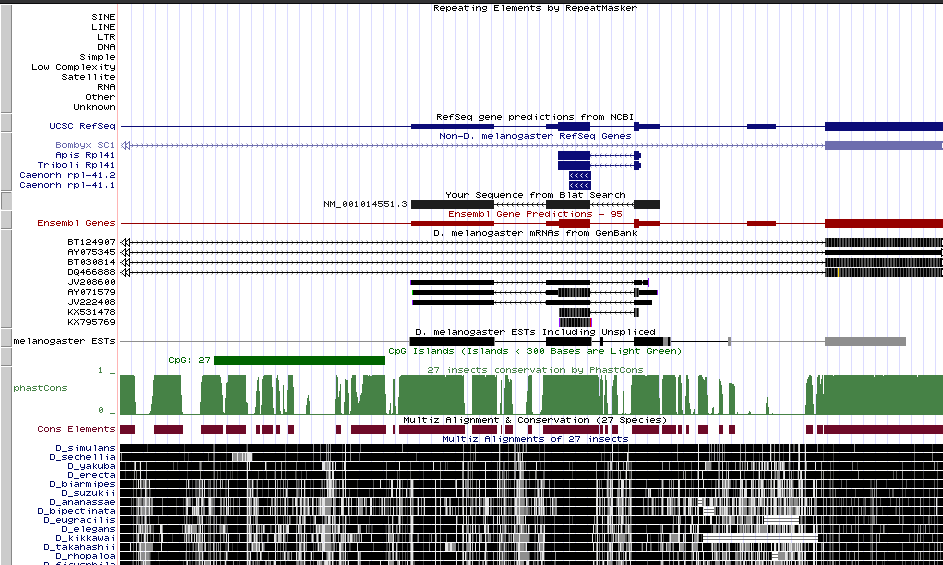 Repeating Elements by RepeatMasker
SINE
LINE
LTR
DNA
Simple
Low Complexity
Satellite
RNA
Other
Unknown
RefSeq gene predictions from NCBI
UCSC RefSeq
Non-D. melanogaster RefSeq Genes
Bombyx SC1
Apis Rpl41
Triboli Rpl41
Caenorh rpl-41.2
Caenorh rpl-41.1
Your Sequence from Blat Search
NM_001014551.3
Ensembl Gene Predictions - 95
Ensembl Genes
D. melanogaster mRNAs from GenBank
BT124907
AY075345
BT030814
DQ466888
JV208600
AY071579
JV222408
KX531478
KX795769
D. melanogaster ESTs Including Unspliced
melanogaster ESTs
CpG Islands (Islands < 300 Bases are Light Green)
CpG: 27
27 insects conservation by PhastCons
1 _
phastCons
0 _
Multiz Alignment & Conservation (27 Species)
Cons Elements
Multiz Alignments of 27 insects
D_simulans
D_sechellia
D_yakuba
D_erecta
D_biarmipes
D_suzukii
D_ananassae
D_bipectinata
D_eugracilis
D_elegans
D_kikkawai
D_takahashii
D_rhopaloa